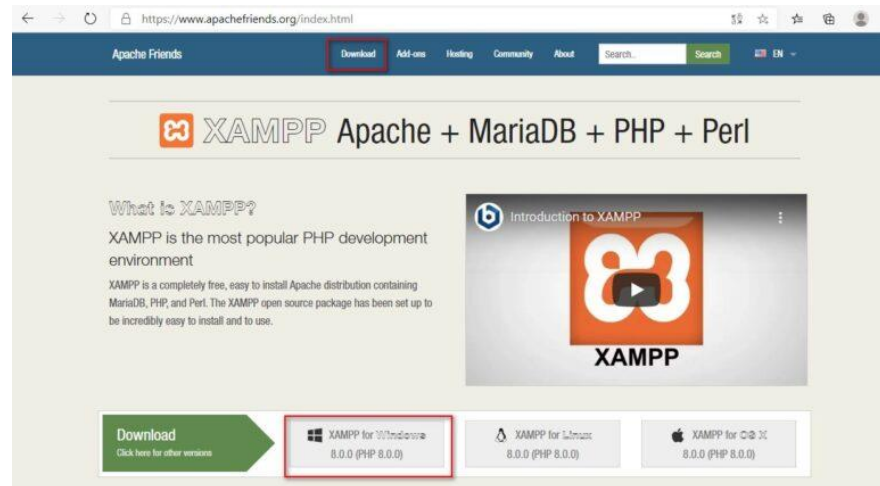 https://www.apachefriends.org/index.html
Apache Friends
Download
Add-ons
Hosting
Community
About
Search...
Search
EN
XAMPP Apache + MariaDB + PHP + Perl
What is XAMPP?
XAMPP is the most popular PHP development
environment
XAMPP is a completely free, easy to install Apache distribution containing
MariaDB, PHP, and Perl. The XAMPP open source package has been set up to
be incredibly easy to install and to use.
Introduction to XAMPP
XAMPP
Download
Click here for other versions
XAMPP for Windows
8.0.0 (PHP 8.0.0)
XAMPP for Linux
8.0.0 (PHP 8.0.0)
XAMPP for OS X
8.0.0 (PHP 8.0.0)